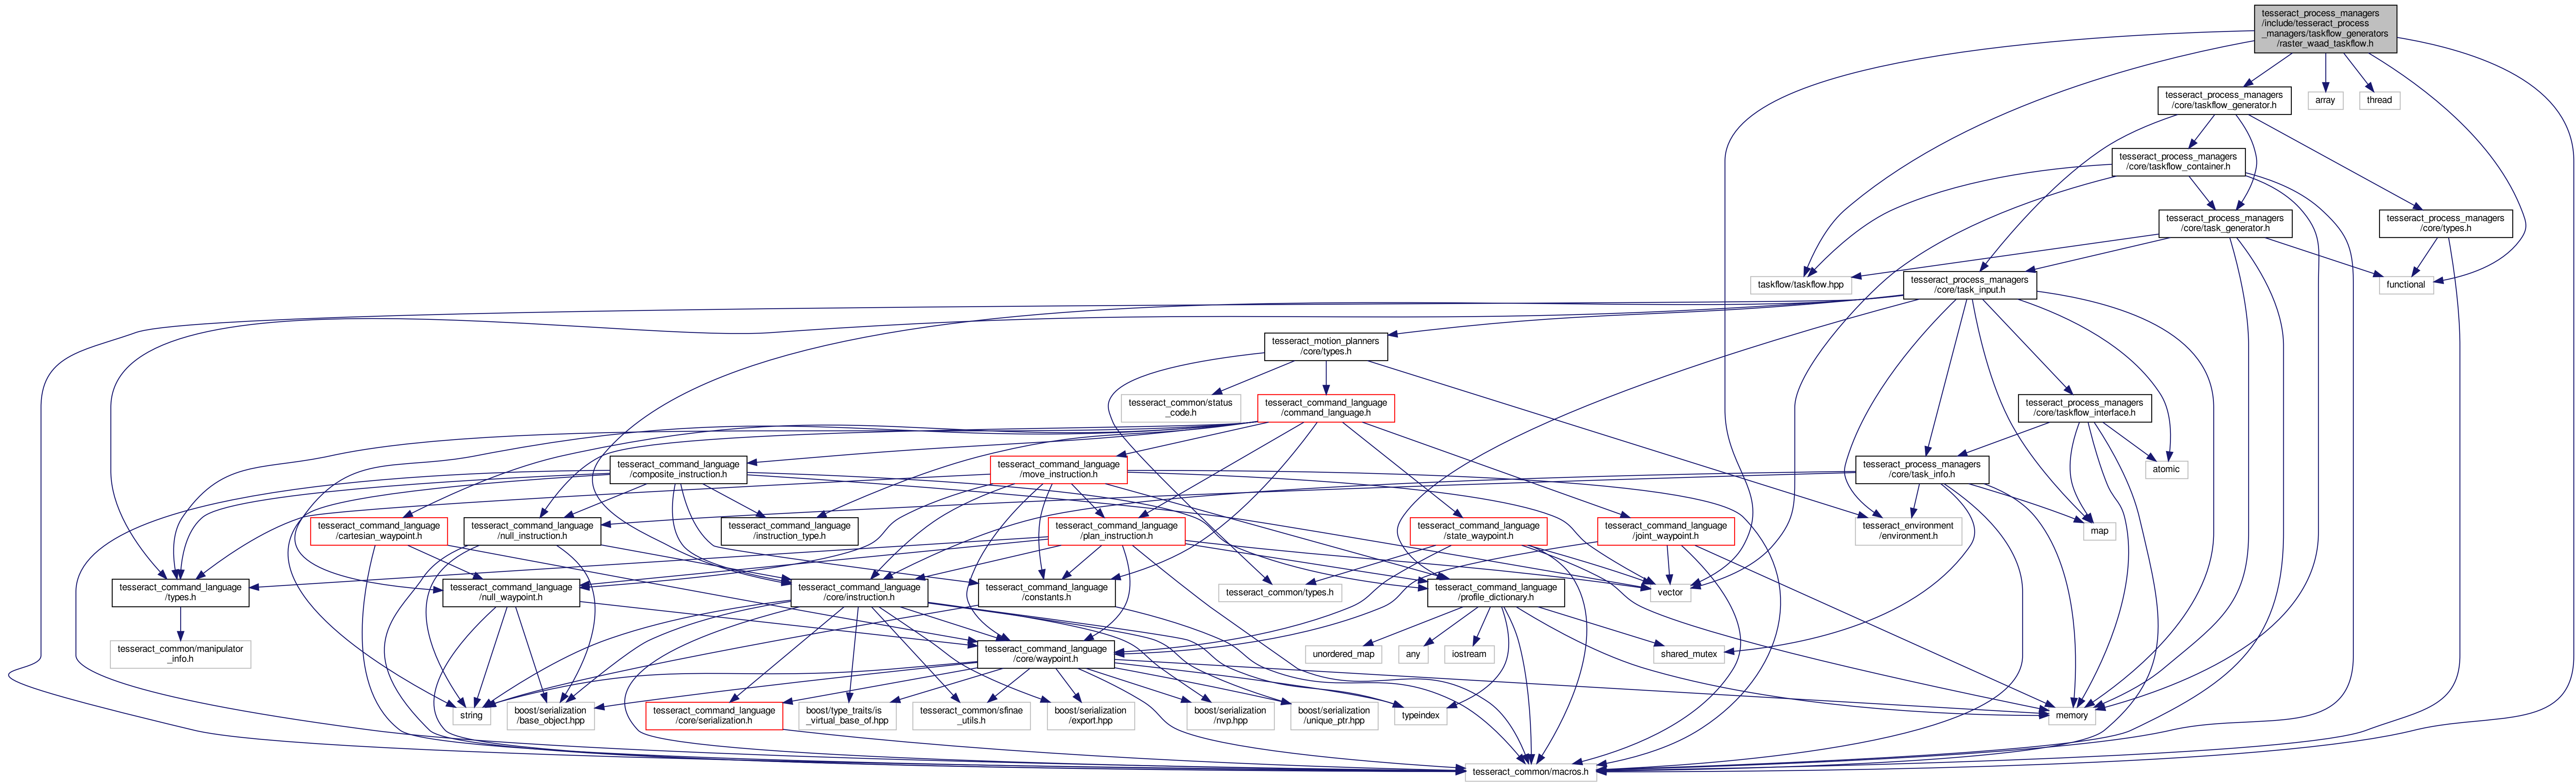 tesseract_process_managers
/include/tesseract_process
_managers/taskflow_generators
/raster_waad_taskflow.h
tesseract_process_managers
/core/taskflow_generator.h
array
thread
tesseract_process_managers
/core/taskflow_container.h
tesseract_process_managers
/core/task_generator.h
tesseract_process_managers
/core/types.h
taskflow/taskflow.hpp
tesseract_process_managers
/core/task_input.h
functional
tesseract_motion_planners
/core/types.h
tesseract_common/status
_code.h
tesseract_command_language
/command_language.h
tesseract_process_managers
/core/taskflow_interface.h
tesseract_command_language
/composite_instruction.h
tesseract_command_language
/move_instruction.h
tesseract_process_managers
/core/task_info.h
atomic
tesseract_command_language
/cartesian_waypoint.h
tesseract_command_language
/null_instruction.h
tesseract_command_language
/instruction_type.h
tesseract_command_language
/plan_instruction.h
tesseract_command_language
/state_waypoint.h
tesseract_command_language
/joint_waypoint.h
tesseract_environment
/environment.h
map
tesseract_command_language
/types.h
tesseract_command_language
/null_waypoint.h
tesseract_command_language
/core/instruction.h
tesseract_command_language
/constants.h
tesseract_common/types.h
tesseract_command_language
/profile_dictionary.h
vector
tesseract_common/manipulator
_info.h
tesseract_command_language
/core/waypoint.h
unordered_map
any
iostream
shared_mutex
string
boost/serialization
/base_object.hpp
tesseract_command_language
/core/serialization.h
boost/type_traits/is
_virtual_base_of.hpp
tesseract_common/sfinae
_utils.h
boost/serialization
/export.hpp
boost/serialization
/nvp.hpp
boost/serialization
/unique_ptr.hpp
typeindex
memory
tesseract_common/macros.h